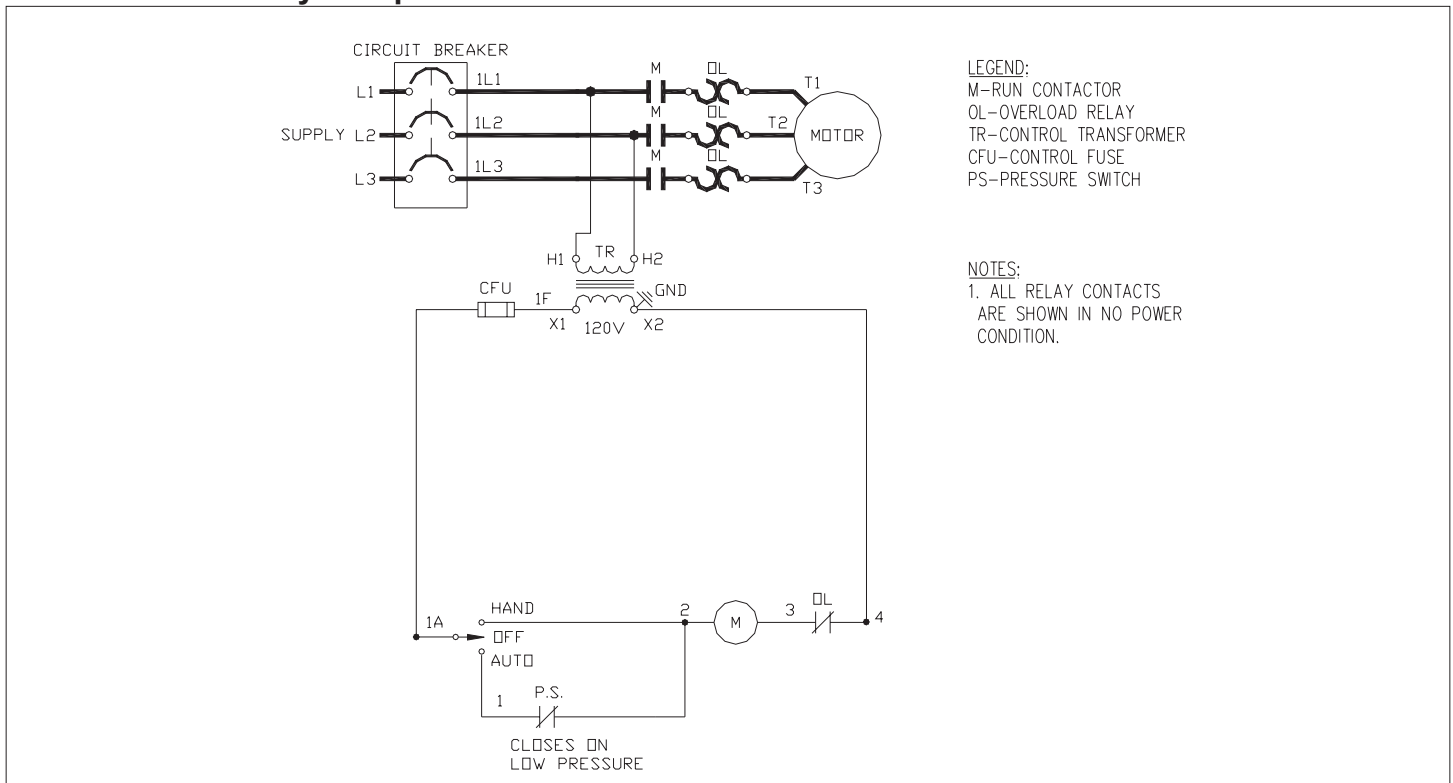 CIRCUIT BREAKER
L1
1L1
M
OL
T1
SUPPLY L2
1L2
M
OL
T2
MOTOR
L3
1L3
M
OL
T3
H1
TR
H2
CFU
1F
X1
120V
X2
GND
1A
HAND
OFF
AUTO
2
M
3
OL
4
1
P.S.
CLOSES ON
LOW PRESSURE
LEGEND:
M-RUN CONTACTOR
OL-OVERLOAD RELAY
TR-CONTROL TRANSFORMER
CFU-CONTROL FUSE
PS-PRESSURE SWITCH
NOTES:
1. ALL RELAY CONTACTS
ARE SHOWN IN NO POWER
CONDITION.